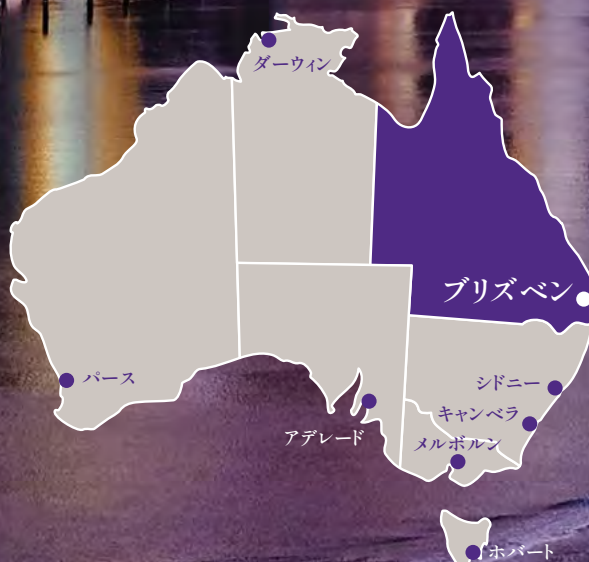 ダーウィン
ブリズベン
パース
シドニー
キャンベラ
アデレード
メルボルン
ホバート